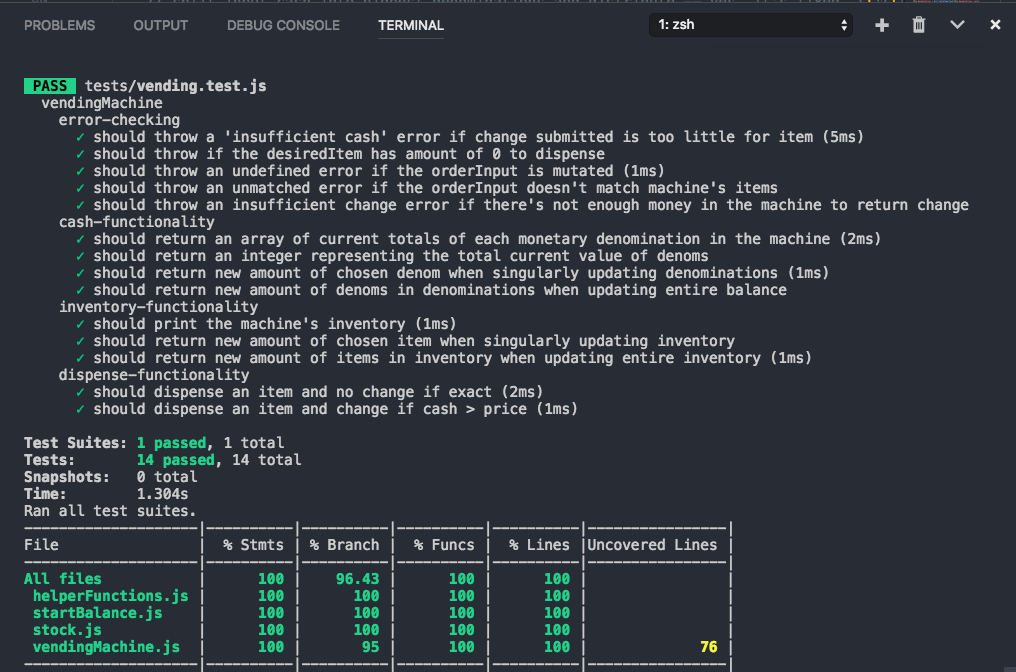 PROBLEMS OUTPUT DEBUG CONSOLE TERMINAL 1: zsh
PASS tests/vending.test.js
vendingMachine
error-checking
✓ should throw a 'insufficient cash' error if change submitted is too little for item (5ms)
✓ should throw if the desiredItem has amount of 0 to dispense
✓ should throw an undefined error if the orderInput is mutated (1ms)
✓ should throw an unmatched error if the orderInput doesn't match machine's items
✓ should throw an insufficient change error if there's not enough money in the machine to return change
cash-functionality
✓ should return an array of current totals of each monetary denomination in the machine (2ms)
✓ should return an integer representing the total current value of denoms
✓ should return new amount of chosen denom when singularly updating denominations (1ms)
✓ should return new amount of denoms in denominations when updating entire balance
inventory-functionality
✓ should print the machine's inventory (1ms)
✓ should return new amount of chosen item when singularly updating inventory
✓ should return new amount of items in inventory when updating entire inventory (1ms)
dispense-functionality
✓ should dispense an item and no change if exact (2ms)
✓ should dispense an item and change if cash > price (1ms)
Test Suites: 1 passed, 1 total
Tests: 14 passed, 14 total
Snapshots: 0 total
Time: 1.304s
Ran all test suites.
File | % Stmts | % Branch | % Funcs | % Lines |Uncovered Lines |
All files | 100 | 96.43 | 100 | 100 | |
helperFunctions.js | 100 | 100 | 100 | 100 | |
startBalance.js | 100 | 100 | 100 | 100 | |
stock.js | 100 | 100 | 100 | 100 | |
vendingMachine.js | 100 | 95 | 100 | 100 | 76 |